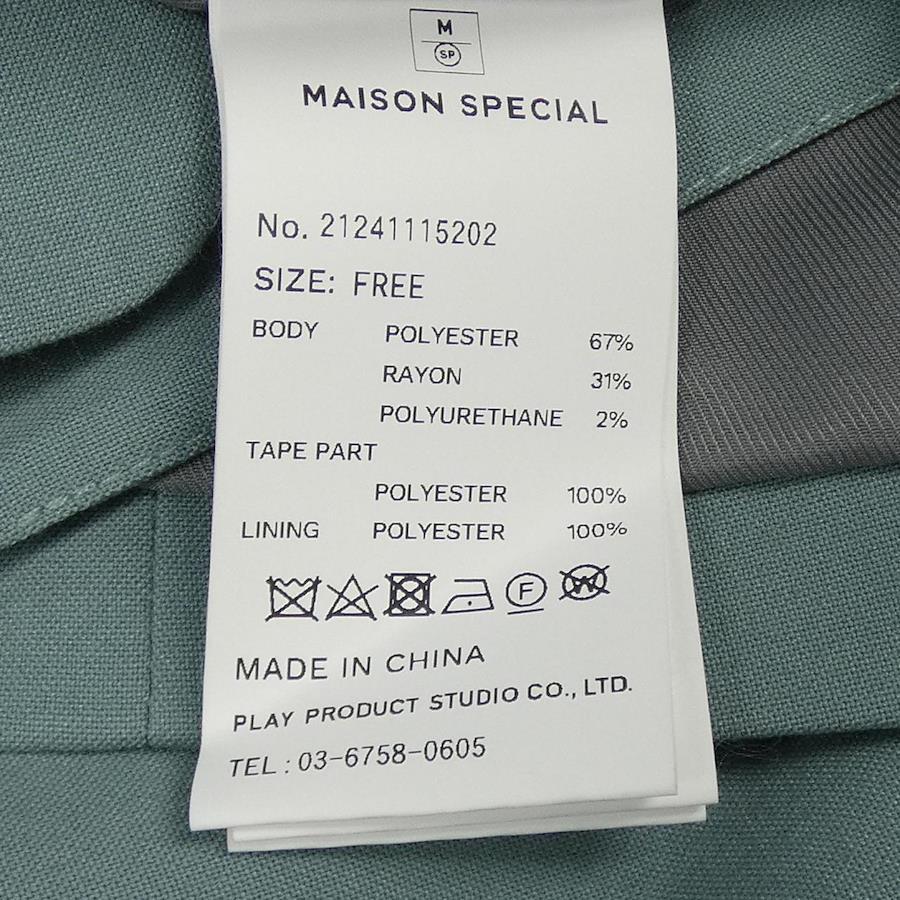 M
SP
MAISON SPECIAL
No. 21241115202
SIZE: FREE
BODY POLYESTER 67%
RAYON 31%
POLYURETHANE 2%
TAPE PART
POLYESTER 100%
LINING POLYESTER 100%
F W
MADE IN CHINA
PLAY PRODUCT STUDIO CO., LTD.
TEL : 03-6758-0605